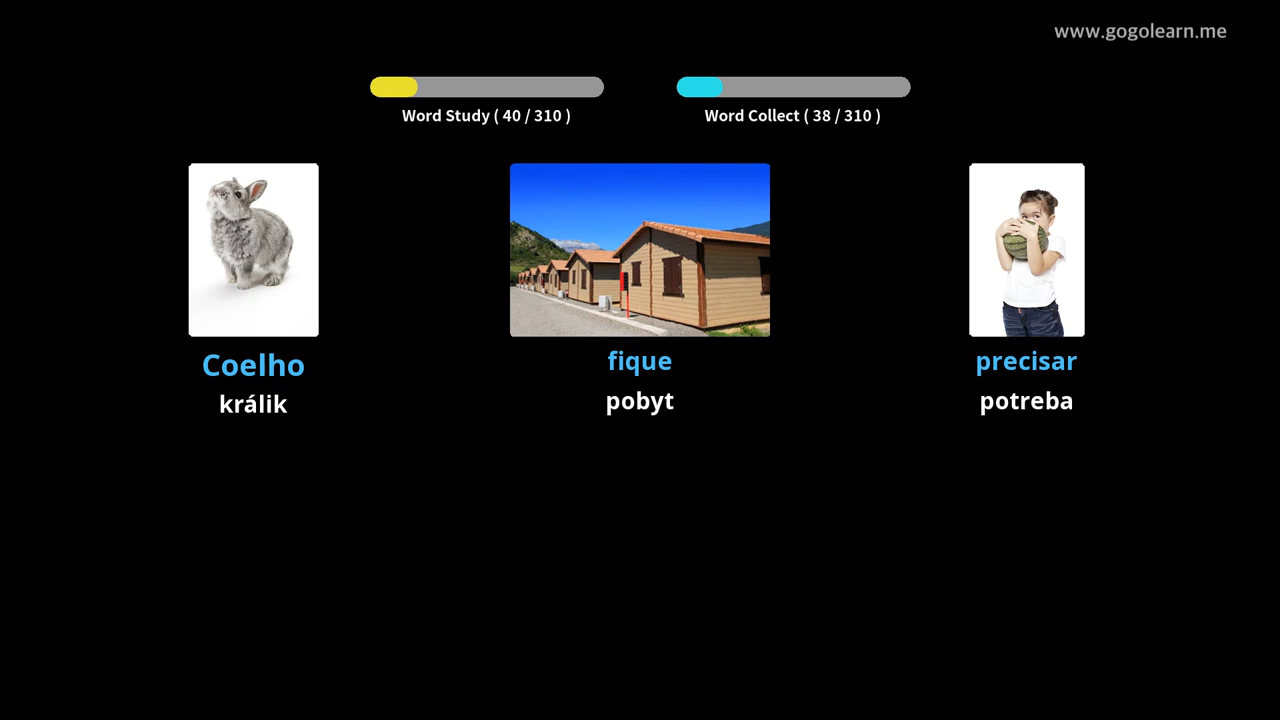 www.gogolearn.me
Word Study ( 40 / 310 )
Word Collect ( 38 / 310 )
Coelho
králik
fique
pobyt
precisar
potreba